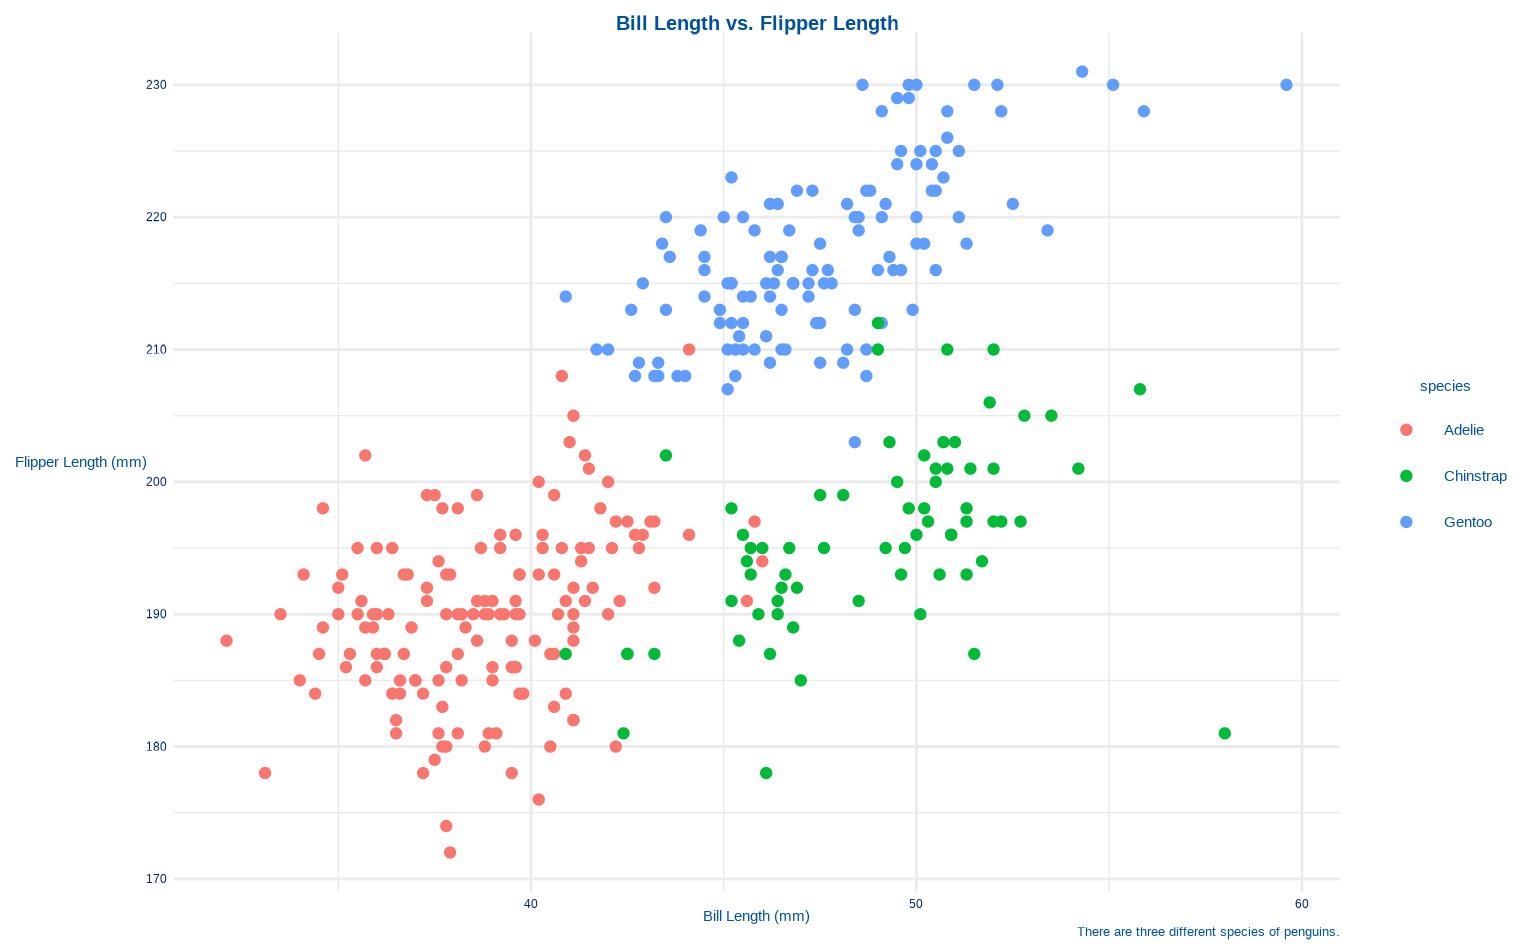 Bill Length vs. Flipper Length
230
220
210
200
190
180
170
Flipper Length (mm)
40
50
60
Bill Length (mm)
species
Adelie
Chinstrap
Gentoo
There are three different species of penguins.